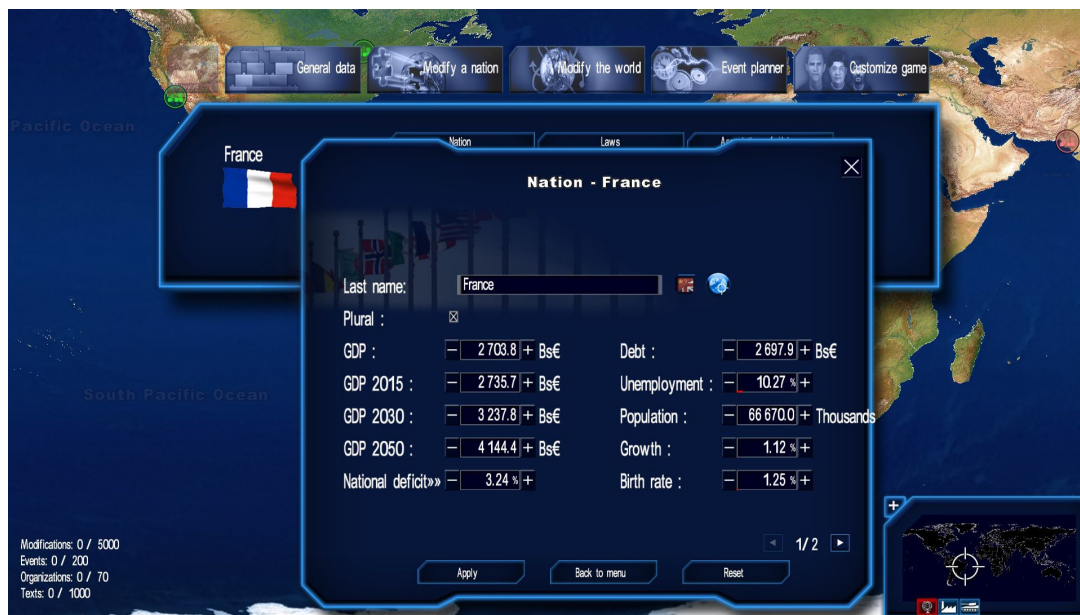 General data
Modify a nation
Modify the world
Event planner
Customize game
Pacific Ocean
France
Nation
Laws
Nation - France
Last name:
France
Plural :
GDP : 2 703.8 Bs€
Debt : 2 697.9 Bs€
GDP 2015 : 2 735.7 Bs€
Unemployment : 10.27 %
GDP 2030 : 3 237.8 Bs€
Population : 66 670.0 Thousands
GDP 2050 : 4 144.4 Bs€
Growth : 1.12 %
National deficit»» 3.24 %
Birth rate : 1.25 %
South Pacific Ocean
1/2
Modifications: 0 / 5000
Events: 0 / 200
Organizations: 0 / 70
Texts: 0 / 1000
Apply
Back to menu
Reset